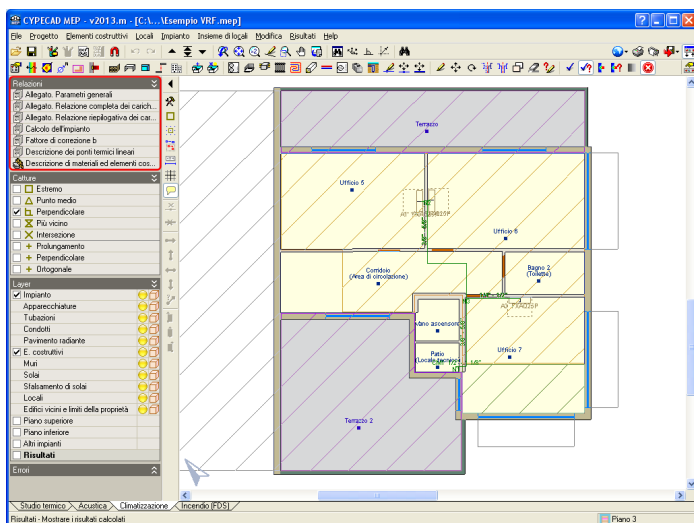 CYPECAD MEP - v2013.m - [C:\...\Esempio VRF.mep]
File Progetto Elementi costruttivi Locali Impianto Insieme di locali Modifica Risultati Help
Relazioni
Allegato. Parametri generali
Allegato. Relazione completa dei carich...
Allegato. Relazione riepilogativa dei car...
Calcolo dell'impianto
Fattore di correzione b
Descrizione dei ponti termici lineari
Descrizione di materiali ed elementi cos...
Catture
Estremo
Punto medio
Perpendicolare
Più vicino
Intersezione
Prolungamento
Perpendicolare
Ortogonale
Layer
Impianto
Apparecchiature
Tubazioni
Condotti
Pavimento radiante
E. costruttivi
Muri
Solai
Sfalsamento di solai
Locali
Edifici vicini e limiti della proprietà
Piano superiore
Piano inferiore
Altri impianti
Risultati
Errori
Terrazzo
Ufficio 5
Ufficio 6
Corridoio
(Area di circolazione)
Bagno 2
(Toilette)
Vano ascensore
Patio
(Locale tecnico)
Ufficio 7
Terrazzo 2
Studio termico Acustica Climatizzazione Incendio (FDS)
Risultati - Mostrare i risultati calcolati
Piano 3